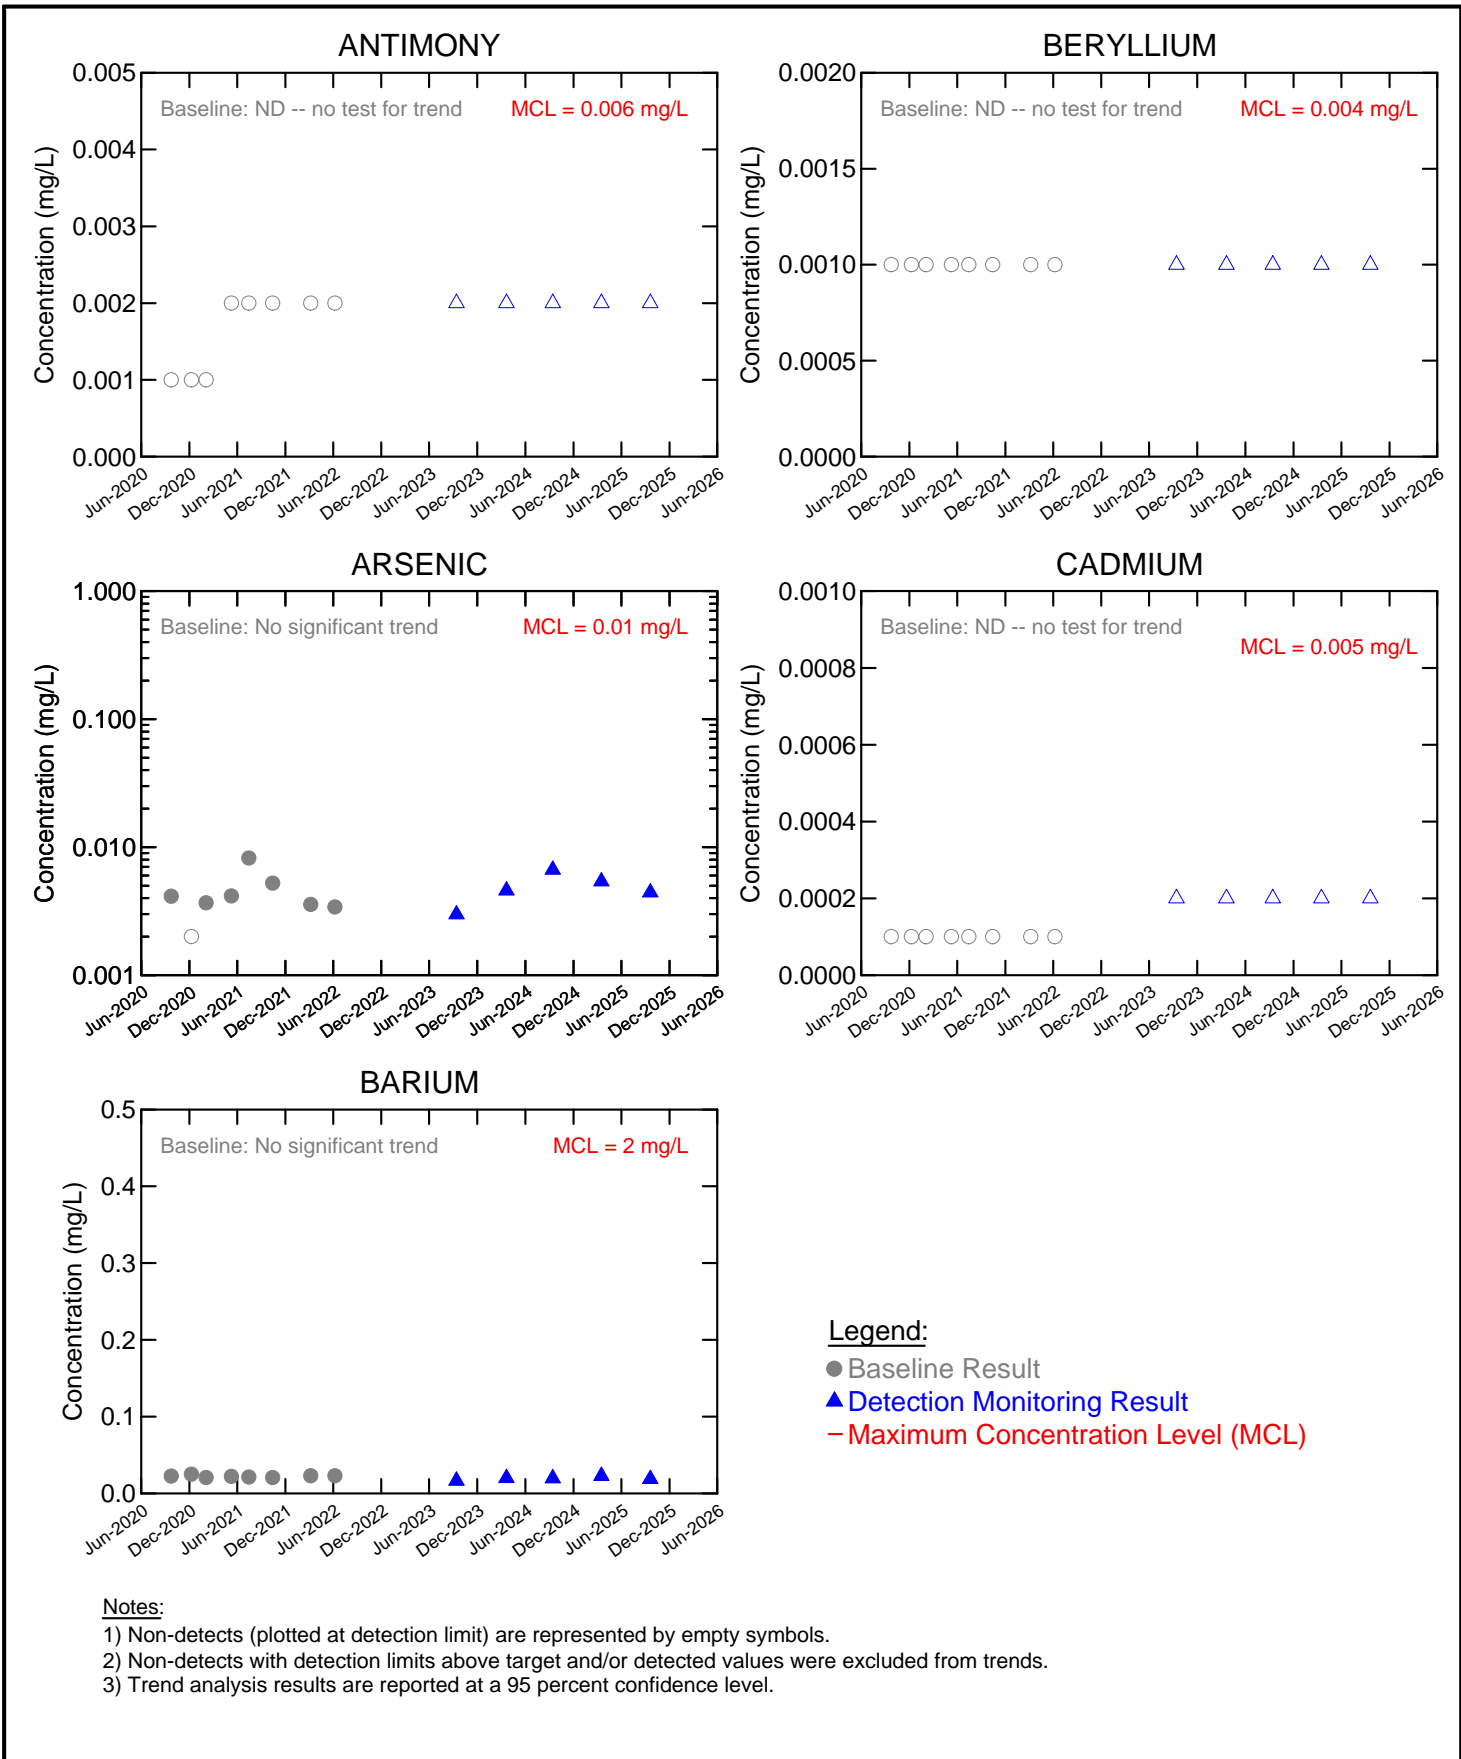 ANTIMONY
Baseline: ND -- no test for trend
MCL = 0.006 mg/L
Concentration (mg/L)
0.005
0.004
0.003
0.002
0.001
0.000
Jun-2020
Dec-2020
Jun-2021
Dec-2021
Jun-2022
Dec-2022
Jun-2023
Dec-2023
Jun-2024
Dec-2024
Jun-2025
Dec-2025
Jun-2026
BERYLLIUM
Baseline: ND -- no test for trend
MCL = 0.004 mg/L
Concentration (mg/L)
0.0020
0.0015
0.0010
0.0005
0.0000
Jun-2020
Dec-2020
Jun-2021
Dec-2021
Jun-2022
Dec-2022
Jun-2023
Dec-2023
Jun-2024
Dec-2024
Jun-2025
Dec-2025
Jun-2026
ARSENIC
Baseline: No significant trend
MCL = 0.01 mg/L
Concentration (mg/L)
1.000
0.100
0.010
0.001
Jun-2020
Dec-2020
Jun-2021
Dec-2021
Jun-2022
Dec-2022
Jun-2023
Dec-2023
Jun-2024
Dec-2024
Jun-2025
Dec-2025
Jun-2026
CADMIUM
Baseline: ND -- no test for trend
MCL = 0.005 mg/L
Concentration (mg/L)
0.0010
0.0008
0.0006
0.0004
0.0002
0.0000
Jun-2020
Dec-2020
Jun-2021
Dec-2021
Jun-2022
Dec-2022
Jun-2023
Dec-2023
Jun-2024
Dec-2024
Jun-2025
Dec-2025
Jun-2026
BARIUM
Baseline: No significant trend
MCL = 2 mg/L
Concentration (mg/L)
0.5
0.4
0.3
0.2
0.1
0.0
Jun-2020
Dec-2020
Jun-2021
Dec-2021
Jun-2022
Dec-2022
Jun-2023
Dec-2023
Jun-2024
Dec-2024
Jun-2025
Dec-2025
Jun-2026
Legend:
Baseline Result
Detection Monitoring Result
Maximum Concentration Level (MCL)
Notes:
1) Non-detects (plotted at detection limit) are represented by empty symbols.
2) Non-detects with detection limits above target and/or detected values were excluded from trends.
3) Trend analysis results are reported at a 95 percent confidence level.